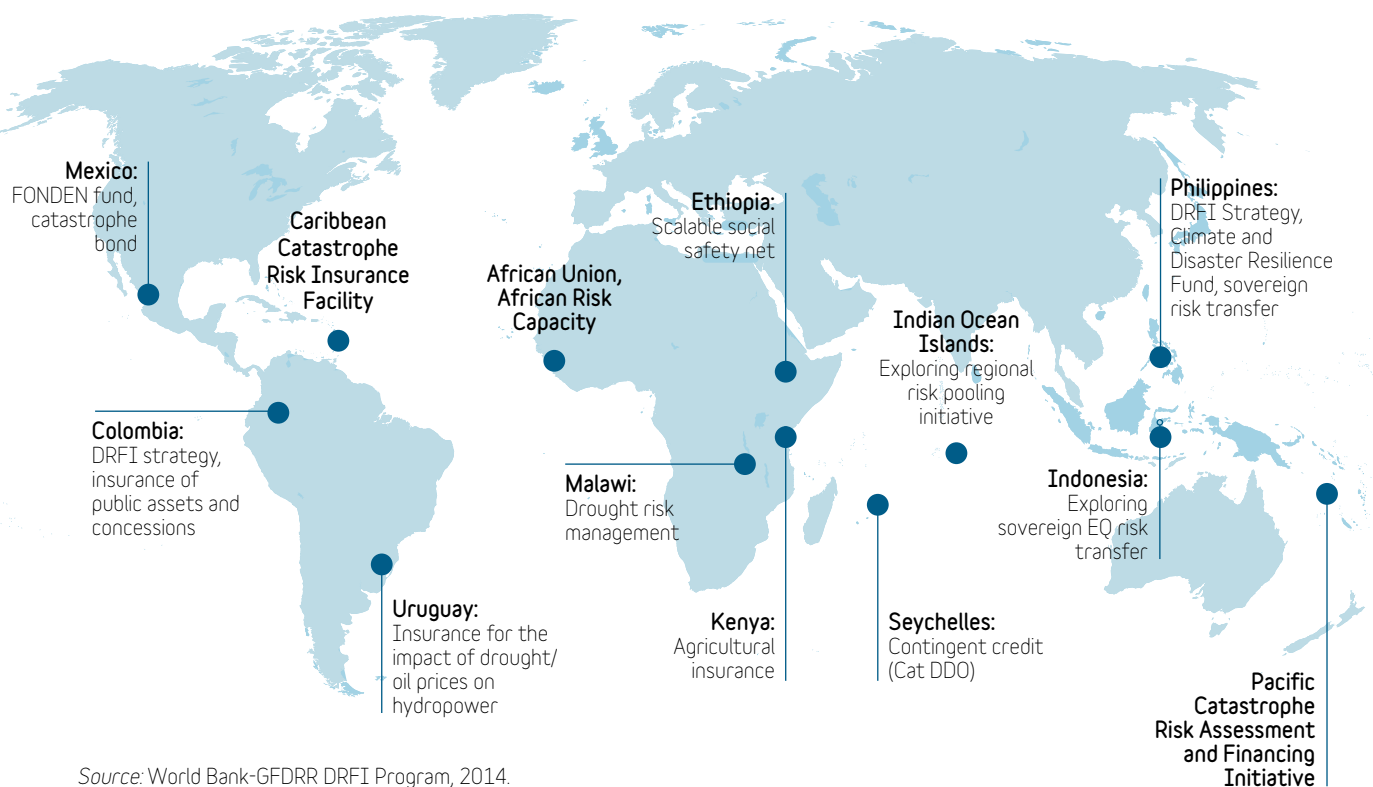 Mexico:
FONDEN fund,
catastrophe
bond
Caribbean
Catastrophe
Risk Insurance
Facility
African Union,
African Risk
Capacity
Ethiopia:
Scalable social
safety net
Indian Ocean
Islands:
Exploring regional
risk pooling
initiative
Philippines:
DRFI Strategy,
Climate and
Disaster Resilience
Fund, sovereign
risk transfer
Colombia:
DRFI strategy,
insurance of
public assets and
concessions
Malawi:
Drought risk
management
Indonesia:
Exploring
sovereign EQ risk
transfer
Uruguay:
Insurance for the
impact of drought/
oil prices on
hydropower
Kenya:
Agricultural
insurance
Seychelles:
Contingent credit
(Cat DDO)
Pacific
Catastrophe
Risk Assessment
and Financing
Initiative
Source: World Bank-GFDRR DRFI Program, 2014.